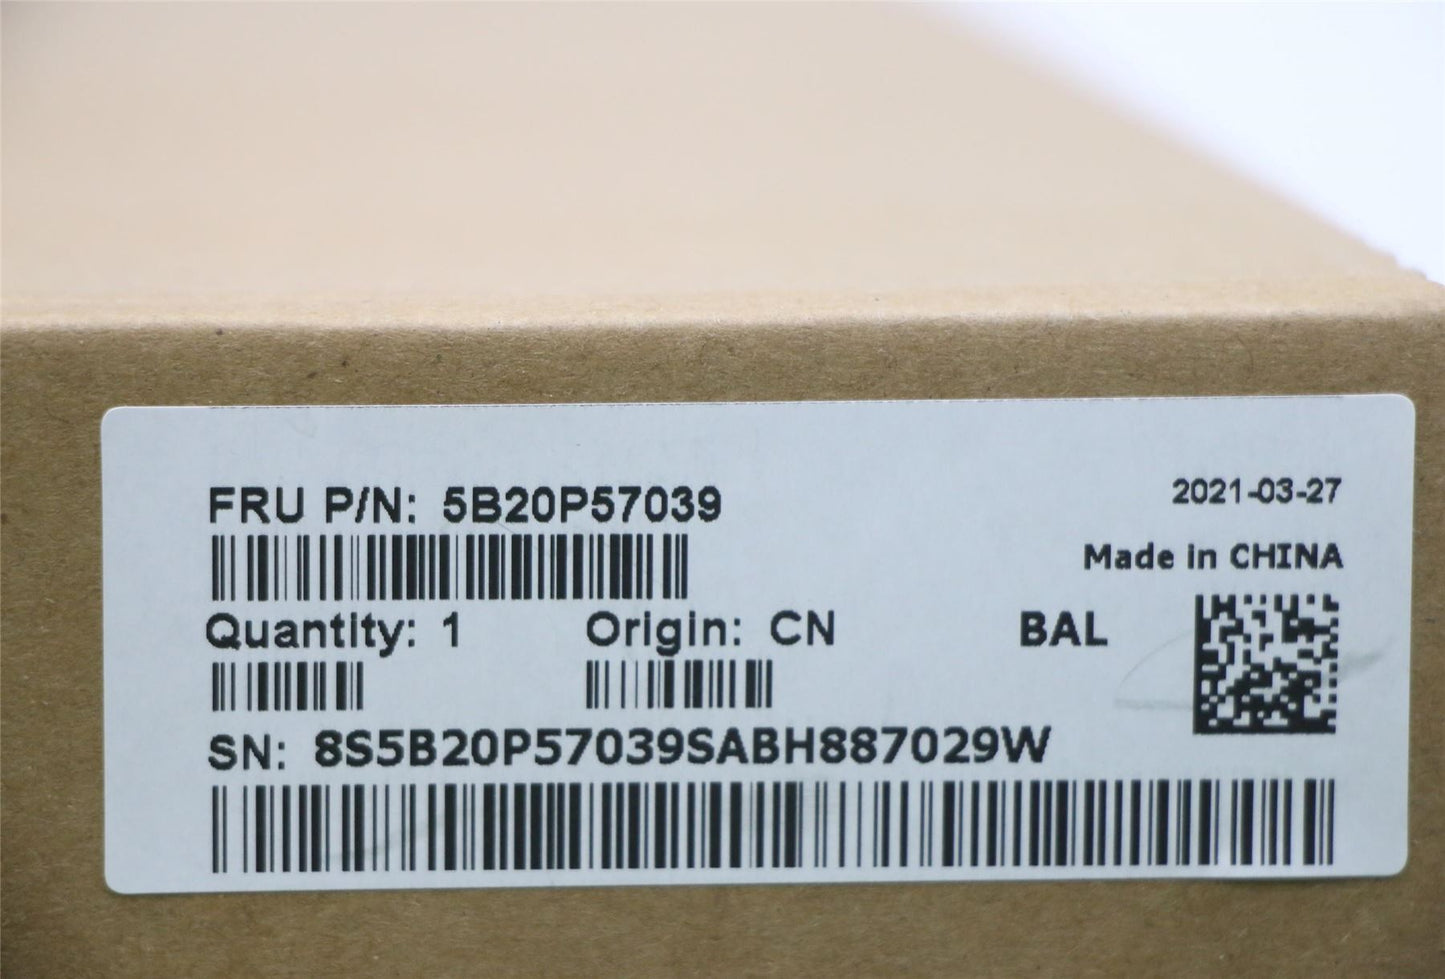 FRU P/N: 5B20P57039
2021-03-27
Made in CHINA
Quantity: 1 Origin: CN BAL
SN: 8S5B20P57039SABH887029W